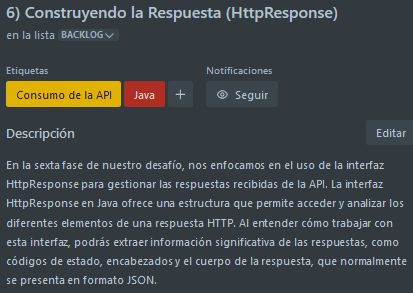 6) Construyendo la Respuesta (HttpResponse)
en la lista BACKLOG
Etiquetas
Notificaciones
Consumo de la API
Java
+
Seguir
Descripción
Editar
En la sexta fase de nuestro desafío, nos enfocamos en el uso de la interfaz
HttpResponse para gestionar las respuestas recibidas de la API. La interfaz
HttpResponse en Java ofrece una estructura que permite acceder y analizar los
diferentes elementos de una respuesta HTTP. Al entender cómo trabajar con
esta interfaz, podrás extraer información significativa de las respuestas, como
códigos de estado, encabezados y el cuerpo de la respuesta, que normalmente
se presenta en formato JSON.